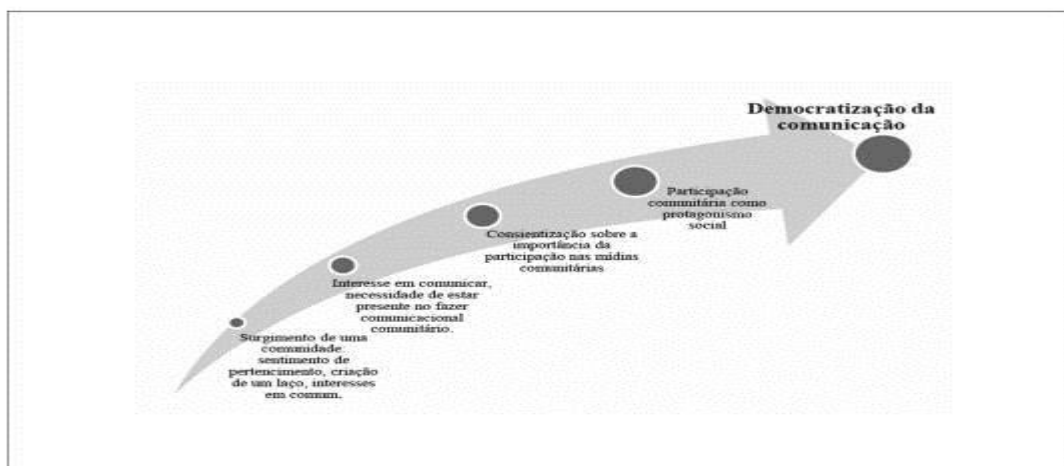 Democratização da
comunicação
Participação
comunitária como
protagonismo
social
Consientização sobre a
importância da
participação nas mídias
comunitárias
Interesse em comunicar,
necessidade de estar
presente no fazer
comunicacional
comunitário.
Surgimento de uma
comunidade:
sentimento de
pertencimento, criação
de um laço, interesses
em comum.